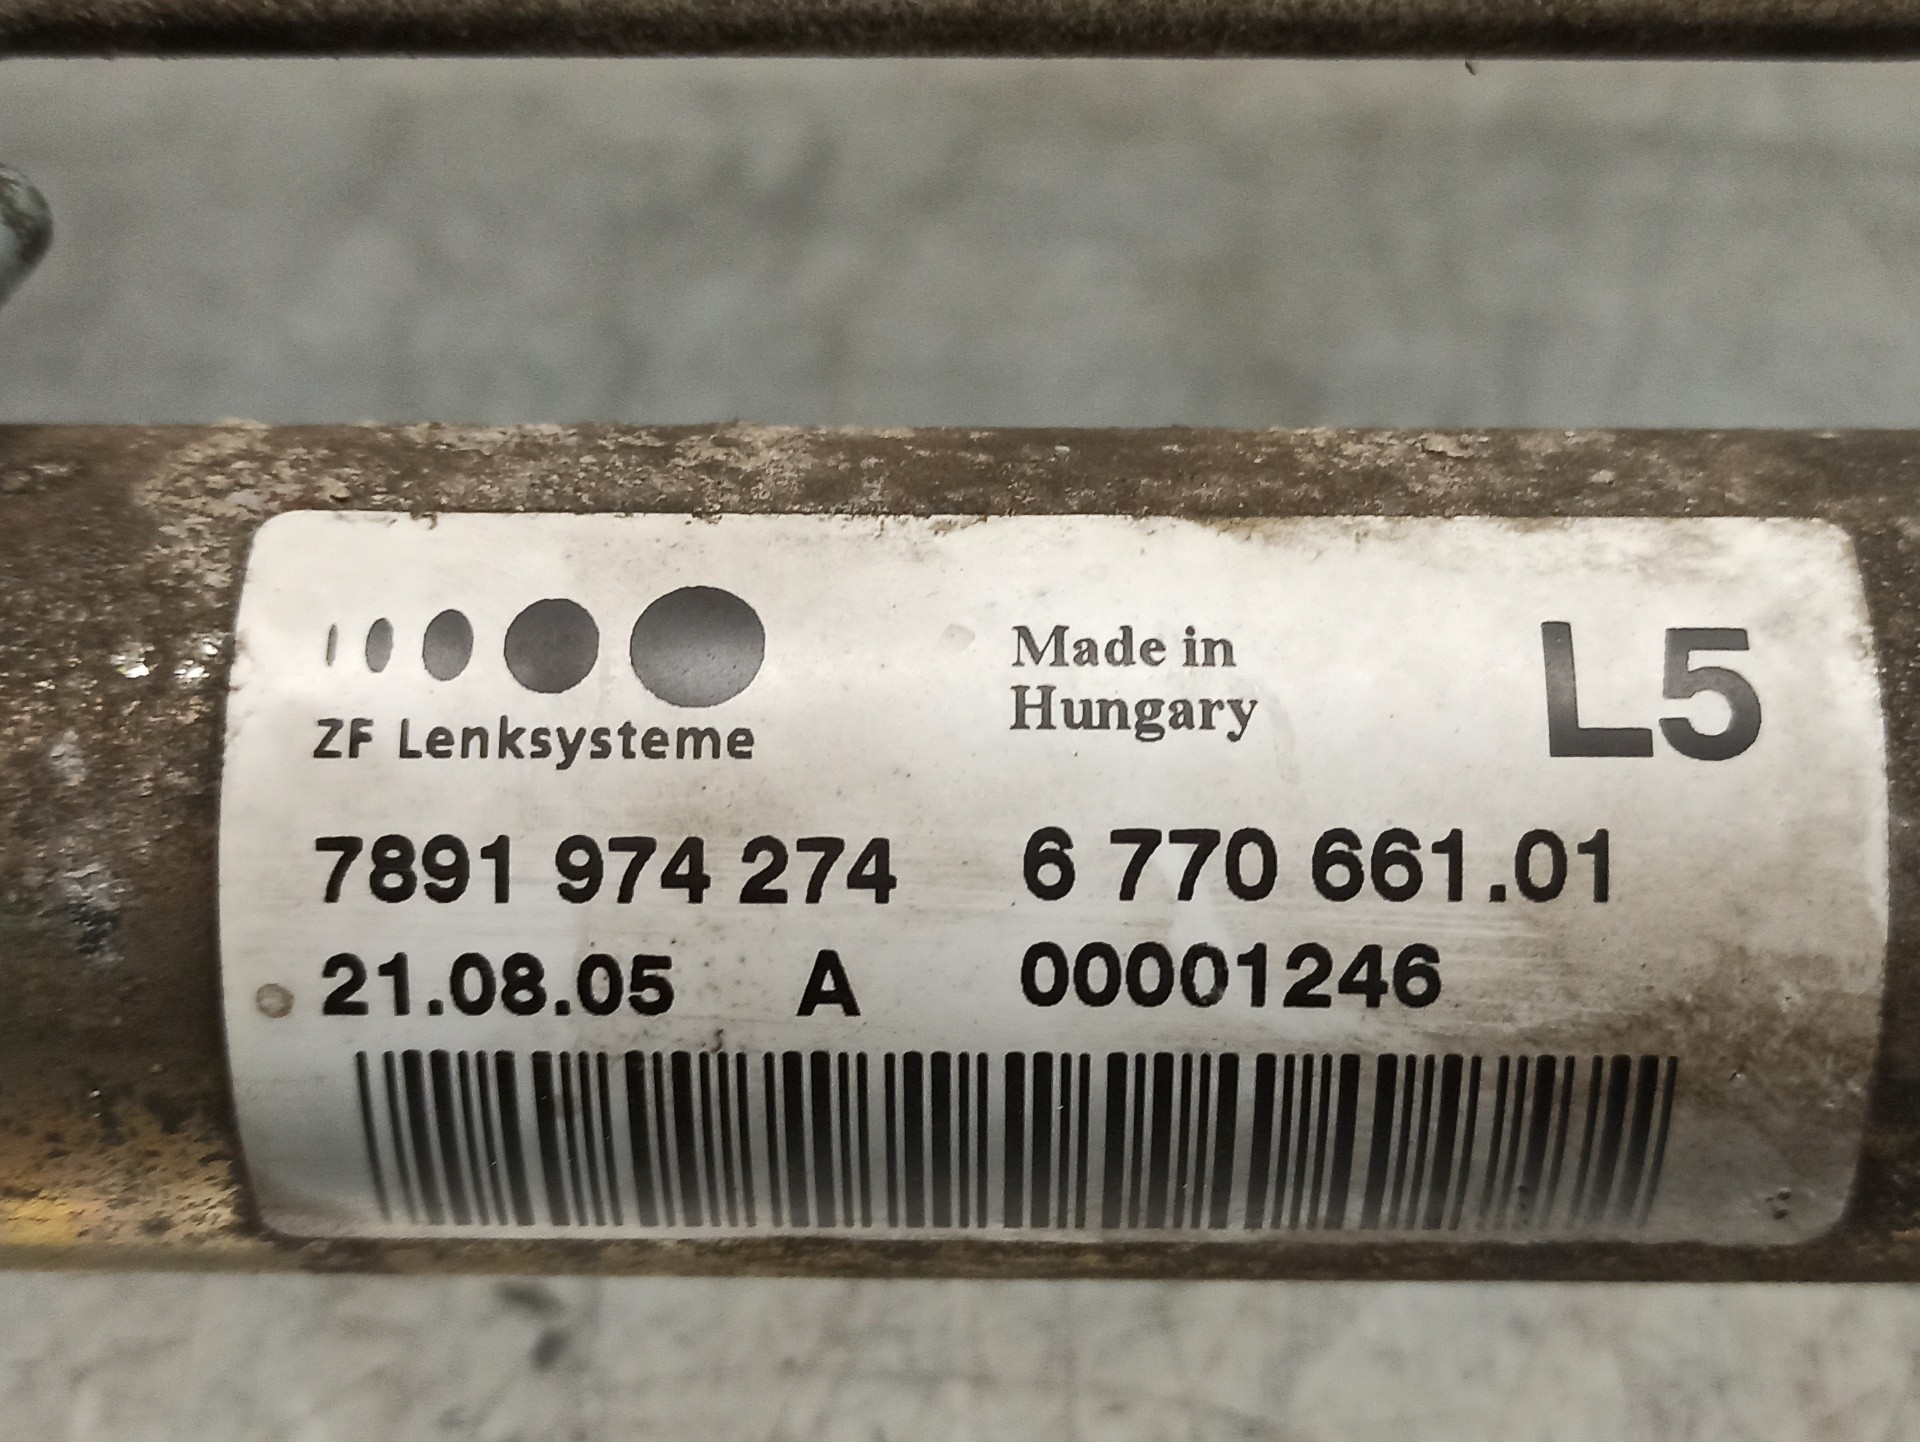 ZF Lenksysteme
Made in
Hungary
L5
7891 974 274 6 770 661.01
21.08.05 A 00001246